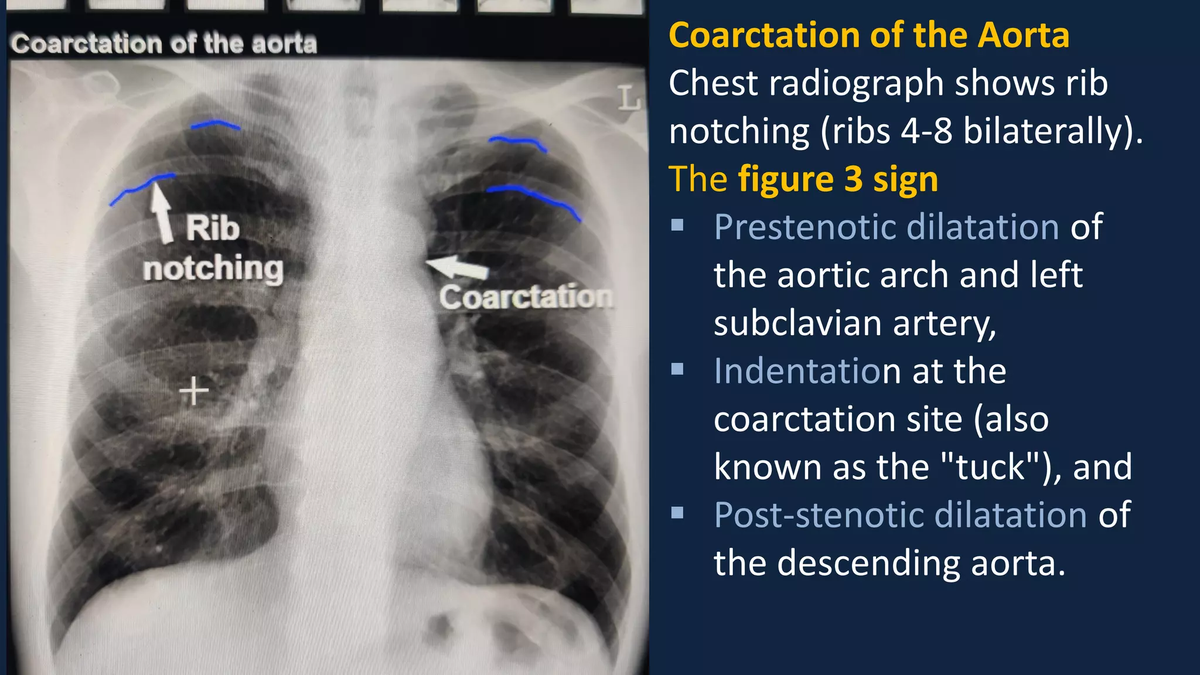 Coarctation of the aorta
L
Rib
notching
Coarctation
Coarctation of the Aorta
Chest radiograph shows rib
notching (ribs 4-8 bilaterally).
The figure 3 sign
▪ Prestenotic dilatation of
the aortic arch and left
subclavian artery,
▪ Indentation at the
coarctation site (also
known as the "tuck"), and
▪ Post-stenotic dilatation of
the descending aorta.